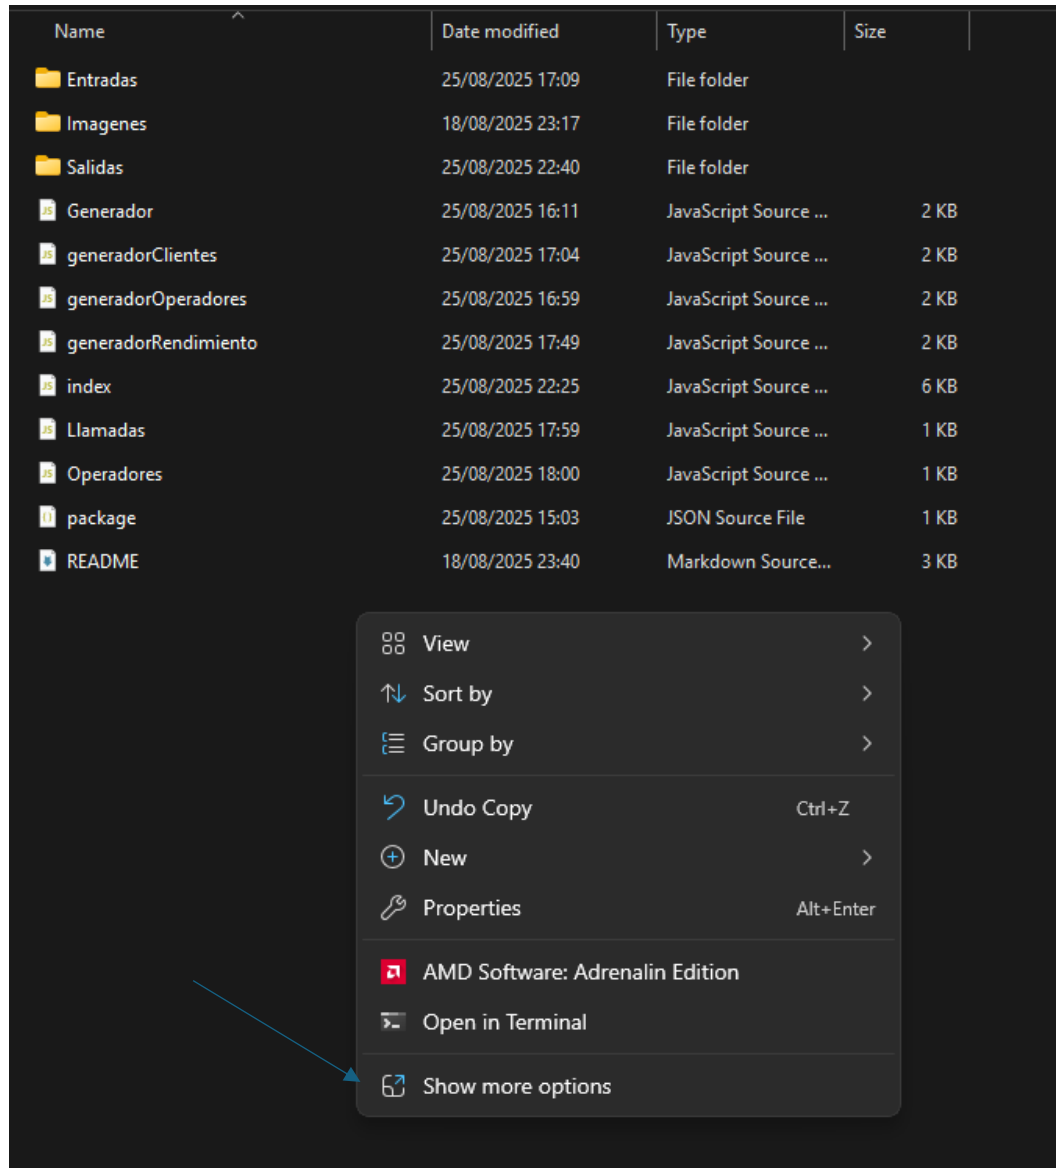 Name Date modified Type Size
Entradas 25/08/2025 17:09 File folder
Imagenes 18/08/2025 23:17 File folder
Salidas 25/08/2025 22:40 File folder
Generador 25/08/2025 16:11 JavaScript Source ... 2 KB
generadorClientes 25/08/2025 17:04 JavaScript Source ... 2 KB
generadorOperadores 25/08/2025 16:59 JavaScript Source ... 2 KB
generadorRendimiento 25/08/2025 17:49 JavaScript Source ... 2 KB
index 25/08/2025 22:25 JavaScript Source ... 6 KB
Llamadas 25/08/2025 17:59 JavaScript Source ... 1 KB
Operadores 25/08/2025 18:00 JavaScript Source ... 1 KB
package 25/08/2025 15:03 JSON Source File 1 KB
README 18/08/2025 23:40 Markdown Source... 3 KB
View
Sort by
Group by
Undo Copy Ctrl+Z
New
Properties Alt+Enter
AMD Software: Adrenalin Edition
Open in Terminal
Show more options